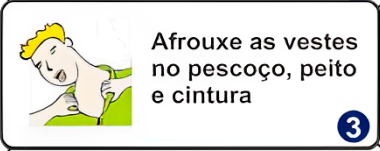 Afrouxe as vestes
no pescoço, peito
e cintura
3